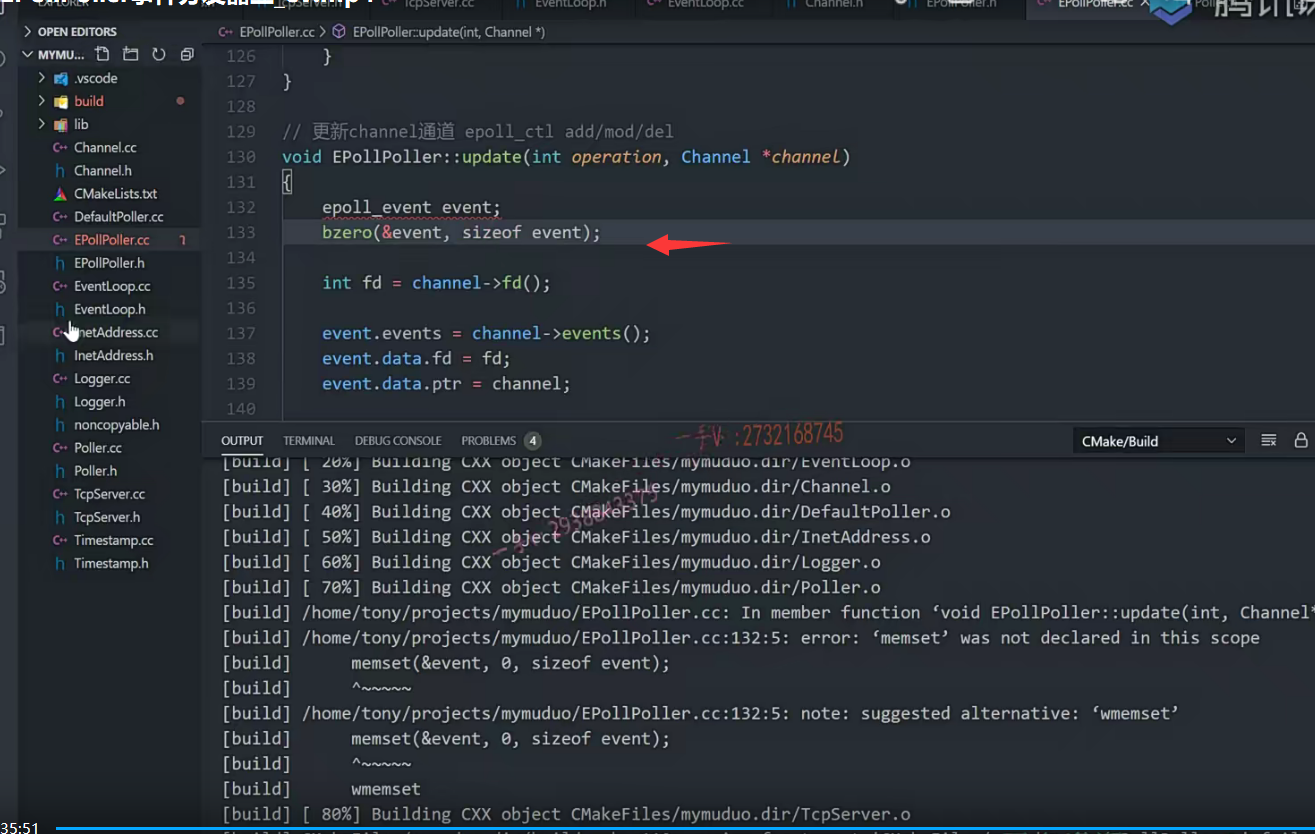 OPEN EDITORS
MYMU...
.vscode
build
lib
Channel.cc
Channel.h
CMakeLists.txt
DefaultPoller.cc
EPollPoller.cc 7
EPollPoller.h
EventLoop.cc
EventLoop.h
InetAddress.cc
InetAddress.h
Logger.cc
Logger.h
noncopyable.h
Poller.cc
Poller.h
TcpServer.cc
TcpServer.h
Timestamp.cc
Timestamp.h
TcpServer.cc
EventLoop.h
EventLoop.cc
Channel.h
EPollPoller.h
EPollPoller.cc
腾讯课
EPollPoller.cc > EPollPoller::update(int, Channel *)
126 }
127 }
128
129 // 更新channel通道 epoll_ctl add/mod/del
130 void EPollPoller::update(int operation, Channel *channel)
131 {
132 epoll_event event;
133 bzero(&event, sizeof event);
134
135 int fd = channel->fd();
136
137 event.events = channel->events();
138 event.data.fd = fd;
139 event.data.ptr = channel;
140
一手V:2732168745
OUTPUT TERMINAL DEBUG CONSOLE PROBLEMS 4 CMake/Build
[build] [ 20%] Building CXX object CMakeFiles/mymuduo.dir/EventLoop.o
[build] [ 30%] Building CXX object CMakeFiles/mymuduo.dir/Channel.o
[build] [ 40%] Building CXX object CMakeFiles/mymuduo.dir/DefaultPoller.o
[build] [ 50%] Building CXX object CMakeFiles/mymuduo.dir/InetAddress.o
[build] [ 60%] Building CXX object CMakeFiles/mymuduo.dir/Logger.o
[build] [ 70%] Building CXX object CMakeFiles/mymuduo.dir/Poller.o
[build] /home/tony/projects/mymuduo/EPollPoller.cc: In member function ‘void EPollPoller::update(int, Channel*
[build] /home/tony/projects/mymuduo/EPollPoller.cc:132:5: error: ‘memset’ was not declared in this scope
[build] memset(&event, 0, sizeof event);
[build] ^~~~~~
[build] /home/tony/projects/mymuduo/EPollPoller.cc:132:5: note: suggested alternative: ‘wmemset’
[build] memset(&event, 0, sizeof event);
[build] ^~~~~~
[build] wmemset
[build] [ 80%] Building CXX object CMakeFiles/mymuduo.dir/TcpServer.o
35:51